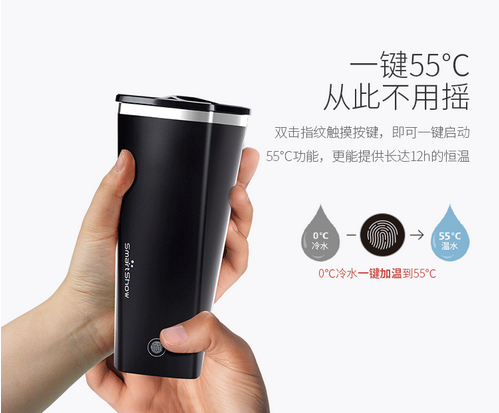 一键55°C
从此不用摇
双击指纹触摸按键，即可一键启动
55°C功能，更能提供长达12h的恒温
0°C
冷水
55°C
温水
0°C冷水一键加温到55°C
SmartShow